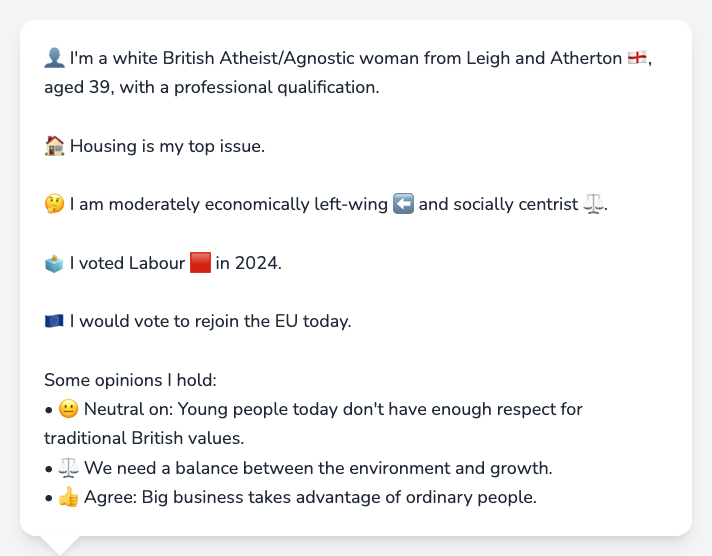 👤 I'm a white British Atheist/Agnostic woman from Leigh and Atherton 🏴󠁧󠁢󠁥󠁮󠁧󠁿,
aged 39, with a professional qualification.
🏠 Housing is my top issue.
🤔 I am moderately economically left-wing ⬅️ and socially centrist ⚖️.
🗳️ I voted Labour 🟥 in 2024.
🇪🇺 I would vote to rejoin the EU today.
Some opinions I hold:
• 😐 Neutral on: Young people today don't have enough respect for
traditional British values.
• ⚖️ We need a balance between the environment and growth.
• 👍 Agree: Big business takes advantage of ordinary people.